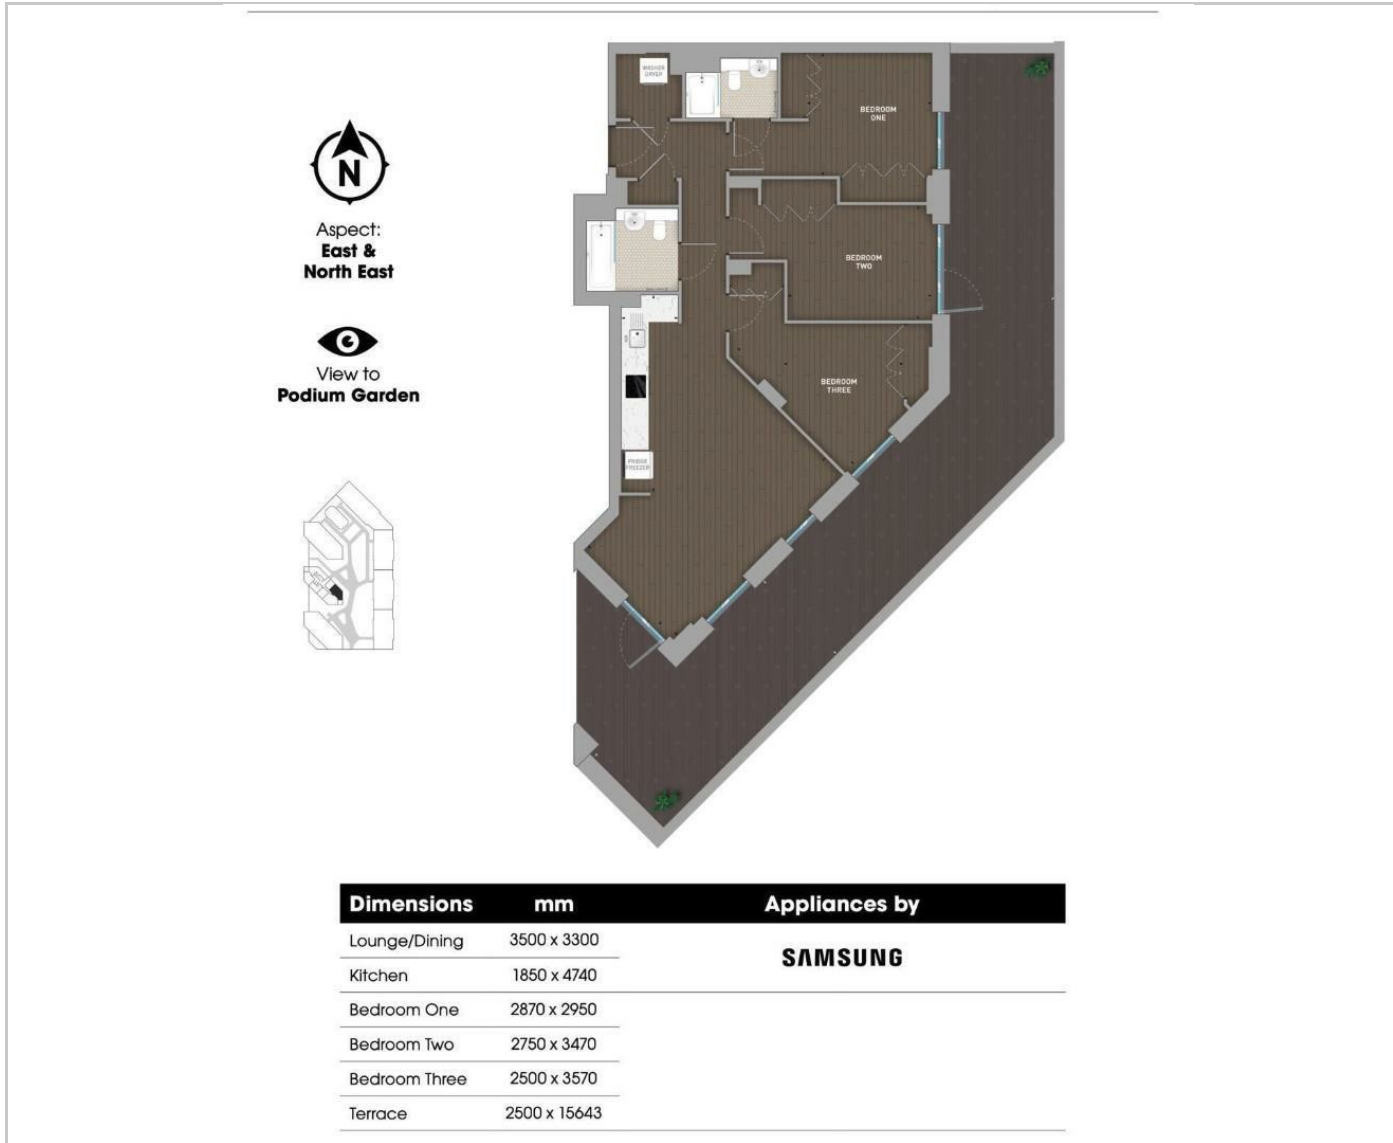 WASHER
DRYER
BEDROOM
ONE
N
Aspect:
East &
North East
BEDROOM
TWO
View to
Podium Garden
BEDROOM
THREE
FRIDGE
FREEZER
Dimensions mm Appliances by
Lounge/Dining 3500 x 3300
SAMSUNG
Kitchen 1850 x 4740
Bedroom One 2870 x 2950
Bedroom Two 2750 x 3470
Bedroom Three 2500 x 3570
Terrace 2500 x 15643